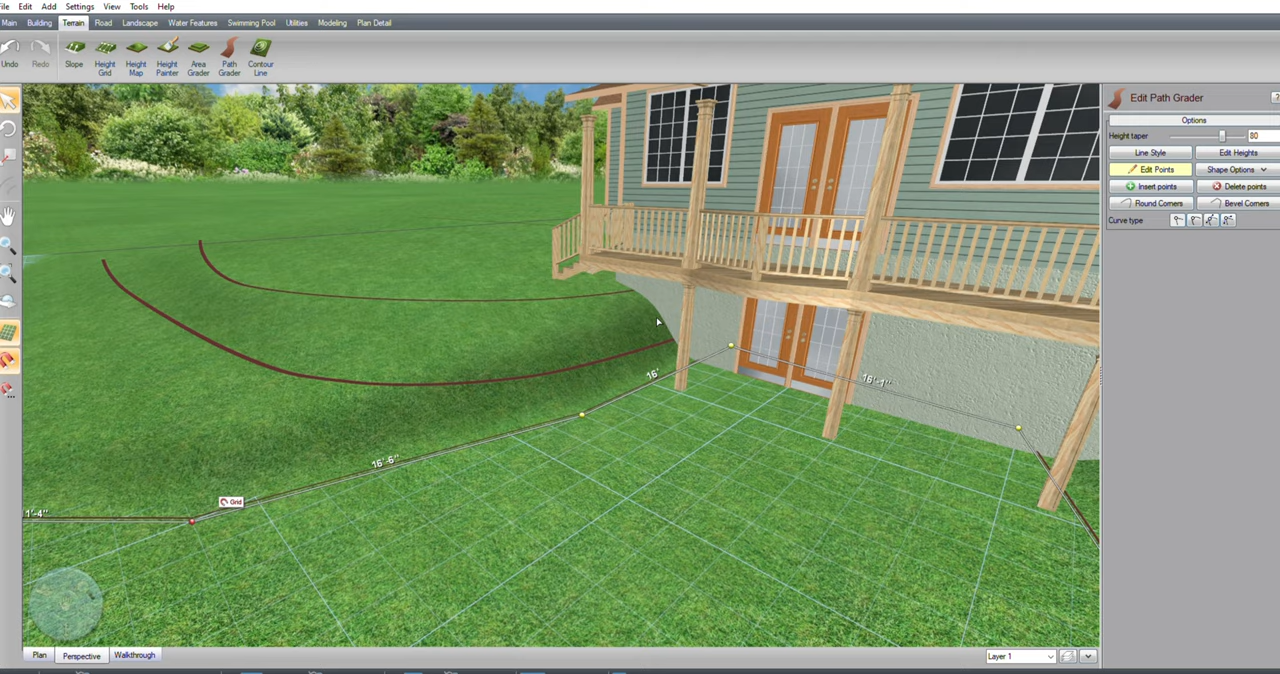 File Edit Add Settings View Tools Help
Main Building Terrain Road Landscape Water Features Swimming Pool Utilities Modeling Plan Detail
Undo Redo Slope Height Grid Height Map Height Painter Area Grader Path Grader Contour Line
Edit Path Grader ?
Options
Height taper 80
Line Style Edit Heights
Edit Points Shape Options
Insert points Delete points
Round Corners Bevel Corners
Curve type
16'
16'-1"
16'-6"
Grid
1'-4"
Plan Perspective Walkthrough
Layer 1